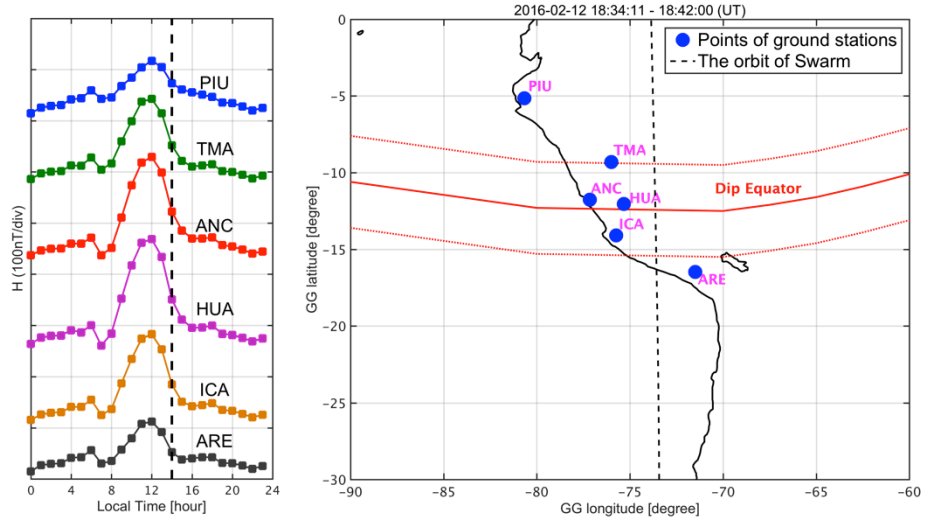 PIU
TMA
ANC
HUA
ICA
ARE
H (100nT/div)
0 4 8 12 16 20 24
Local Time [hour]
2016-02-12 18:34:11 - 18:42:00 (UT)
Points of ground stations
The orbit of Swarm
PIU
TMA
ANC
HUA
ICA
ARE
Dip Equator
GG latitude [degree]
0
−5
−10
−15
−20
−25
−30
−90 −80 −75 −70 −65 −60
GG longitude [degree]